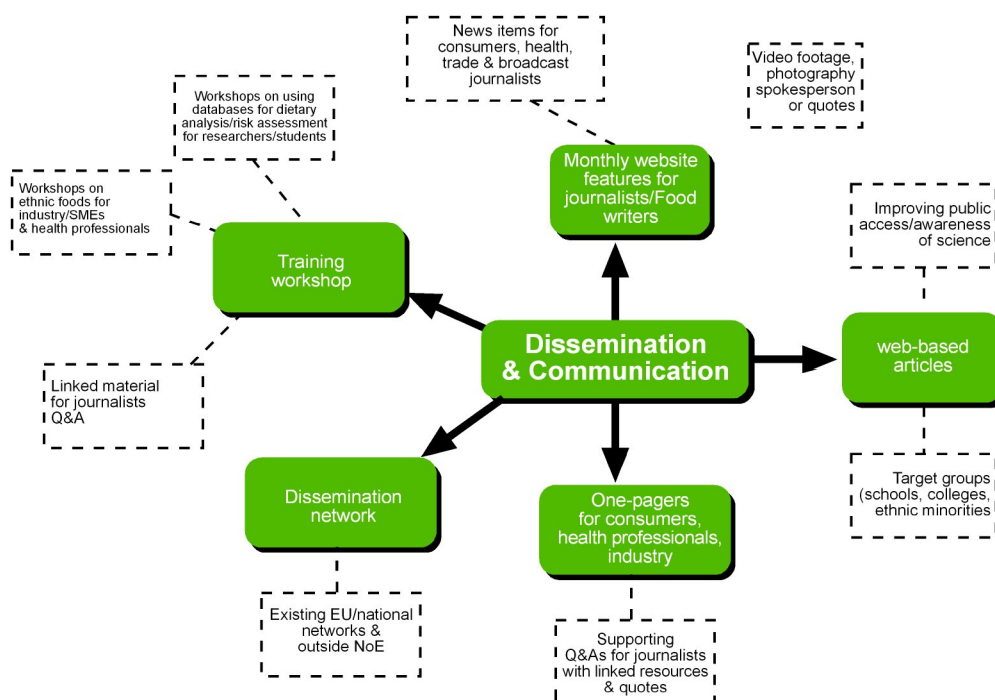 News items for
consumers, health,
trade & broadcast
journalists
Video footage,
photography
spokesperson
or quotes
Workshops on using
databases for dietary
analysis/risk assessment
for researchers/students
Monthly website
features for
journalists/Food
writers
Workshops on
ethnic foods for
industry/SMEs
& health professionals
Improving public
access/awareness
of science
Training
workshop
Dissemination
& Communication
web-based
articles
Linked material
for journalists
Q&A
Dissemination
network
One-pagers
for consumers,
health professionals,
industry
Target groups
(schools, colleges,
ethnic minorities)
Existing EU/national
networks &
outside NoE
Supporting
Q&As for journalists
with linked resources
& quotes